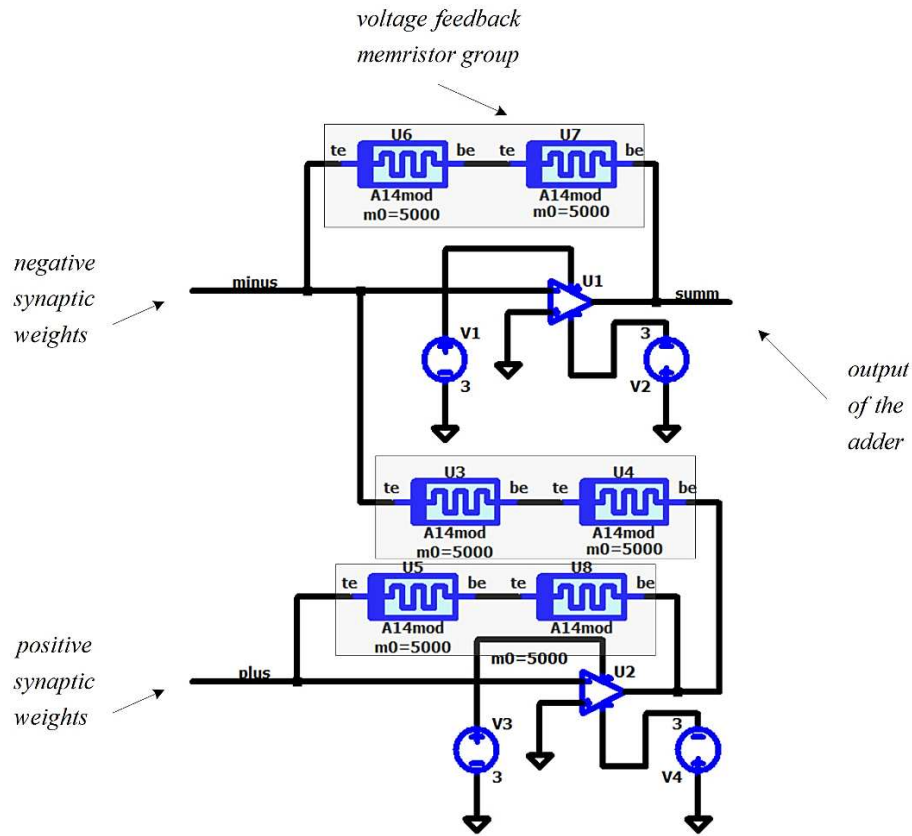 voltage feedback
memristor group
U6
U7
te
be
te
be
A14mod
m0=5000
A14mod
m0=5000
negative
synaptic
weights
minus
U1
summ
V1
3
3
V2
output
of the
adder
U3
U4
te
be
te
be
A14mod
m0=5000
A14mod
m0=5000
U5
U8
te
be
te
be
A14mod
m0=5000
A14mod
m0=5000
positive
synaptic
weights
plus
U2
V3
3
3
V4